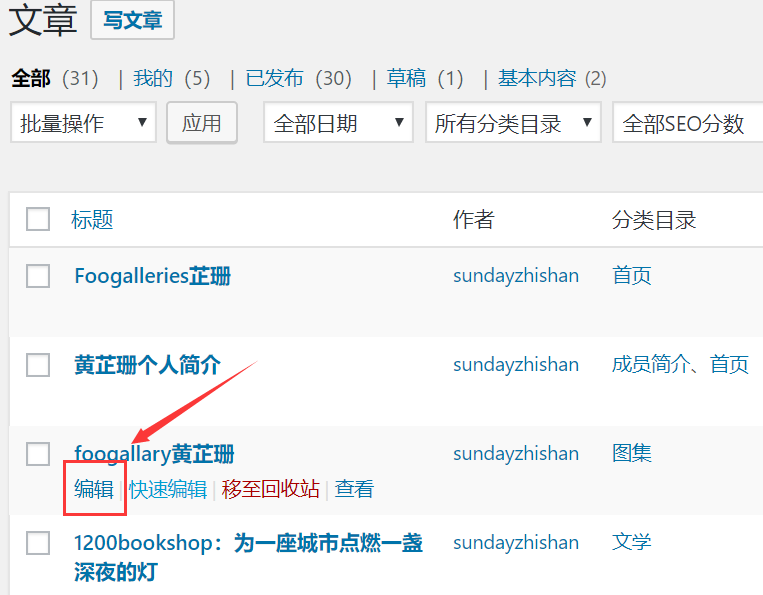 文章 写文章
全部 (31) | 我的 (5) | 已发布 (30) | 草稿 (1) | 基本内容 (2)
批量操作 应用 全部日期 所有分类目录 全部SEO分数
标题 作者 分类目录
Foogalleries芷珊 sundayzhishan 首页
黄芷珊个人简介 sundayzhishan 成员简介、首页
foogallary黄芷珊 sundayzhishan 图集
编辑 | 快速编辑 | 移至回收站 | 查看
1200bookshop：为一座城市点燃一盏 sundayzhishan 文学
深夜的灯